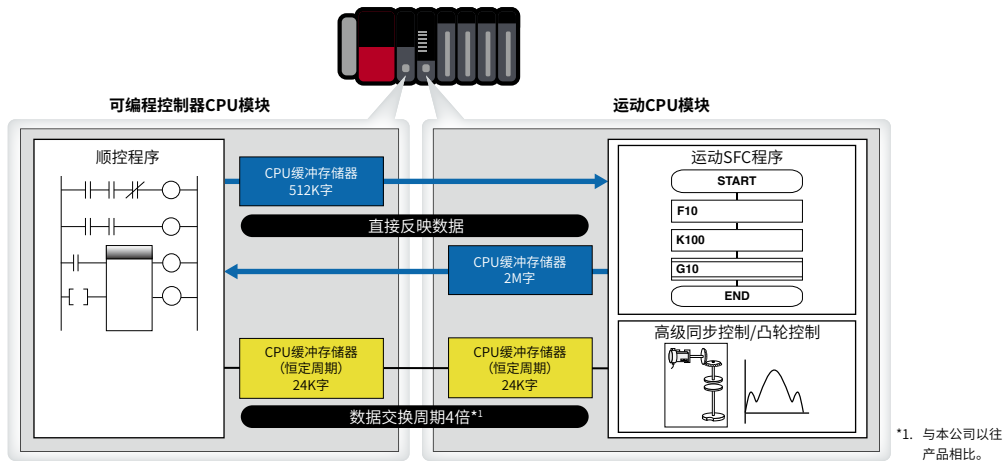 可编程控制器CPU模块
运动CPU模块
顺控程序
CPU缓冲存储器
512K字
直接反映数据
CPU缓冲存储器
2M字
CPU缓冲存储器
（恒定周期）
24K字
CPU缓冲存储器
（恒定周期）
24K字
数据交换周期4倍*1
运动SFC程序
START
F10
K100
G10
END
高级同步控制/凸轮控制
*1. 与本公司以往
产品相比。